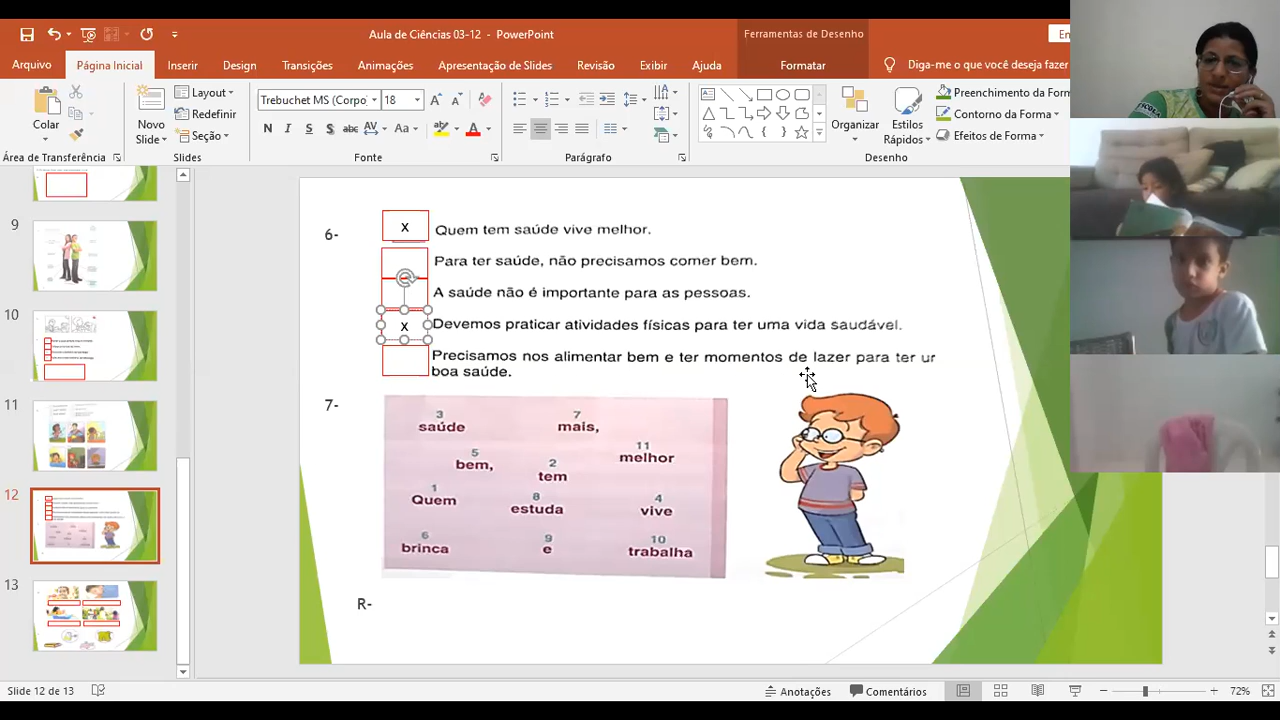 Aula de Ciências 03-12 - PowerPoint
Ferramentas de Desenho
En
Arquivo
Página Inicial
Inserir
Design
Transições
Animações
Apresentação de Slides
Revisão
Exibir
Ajuda
Formatar
Diga-me o que você deseja fazer
Colar
Novo
Slide
Layout
Redefinir
Seção
Trebuchet MS (Corpo
18
N I S S abc AV Aa A
Organizar
Estilos
Rápidos
Preenchimento da Form
Contorno da Forma
Efeitos de Forma
Área de Transferência
Slides
Fonte
Parágrafo
Desenho
9
10
11
12
13
6-
x Quem tem saúde vive melhor.
Para ter saúde, não precisamos comer bem.
A saúde não é importante para as pessoas.
x Devemos praticar atividades físicas para ter uma vida saudável.
Precisamos nos alimentar bem e ter momentos de lazer para ter ur
boa saúde.
7-
3 7
saúde mais,
11
melhor
5 2
bem, tem
1 8 4
Quem estuda vive
6 9 10
brinca e trabalha
R-
Slide 12 de 13
Anotações
Comentários
72%